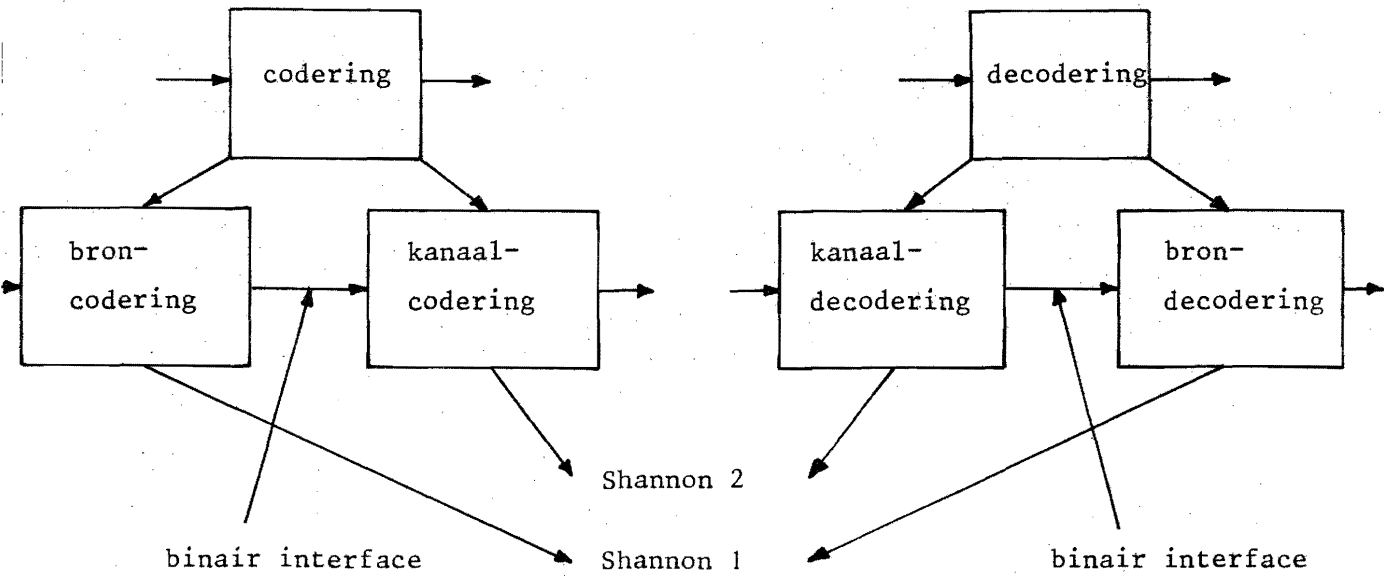 codering
decodering
bron-
codering
kanaal-
codering
kanaal-
decodering
bron-
decodering
Shannon 2
binair interface
Shannon 1
binair interface